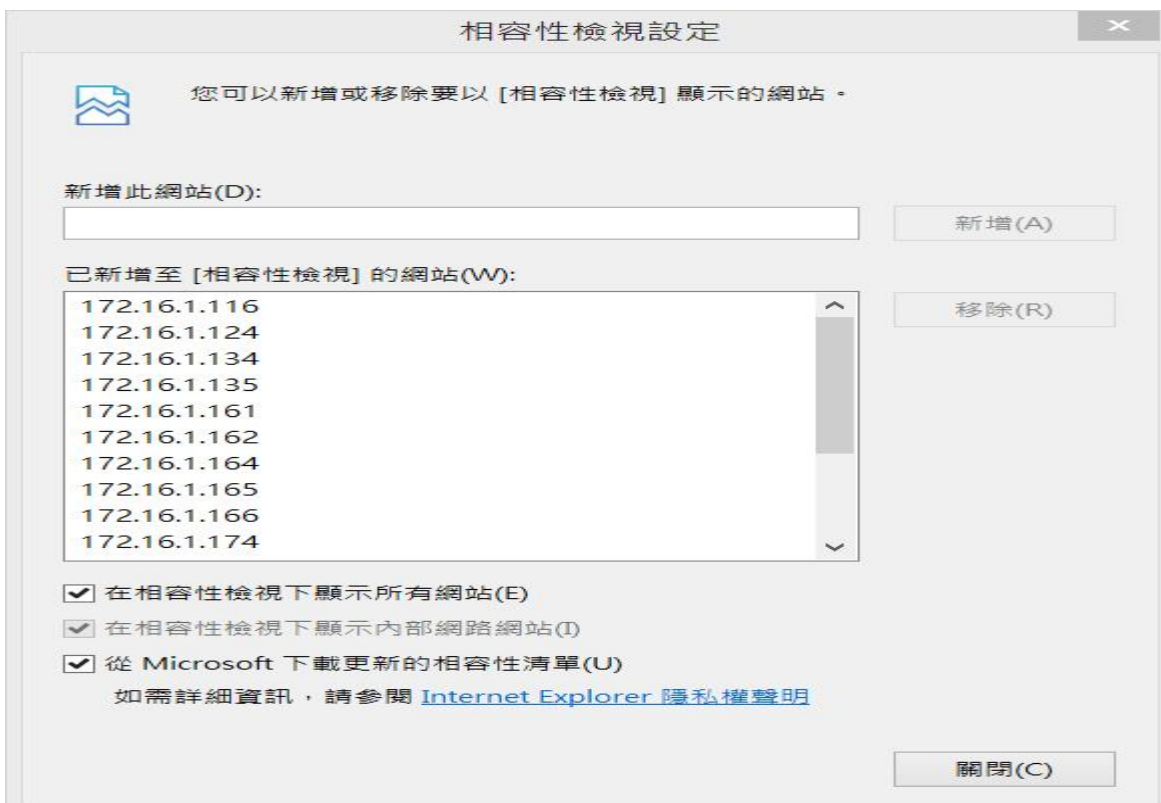 相容性檢視設定
您可以新增或移除要以 [相容性檢視] 顯示的網站。
新增此網站(D):
新增(A)
已新增至 [相容性檢視] 的網站(W):
172.16.1.116
172.16.1.124
172.16.1.134
172.16.1.135
172.16.1.161
172.16.1.162
172.16.1.164
172.16.1.165
172.16.1.166
172.16.1.174
移除(R)
在相容性檢視下顯示所有網站(E)
在相容性檢視下顯示內部網路網站(I)
從 Microsoft 下載更新的相容性清單(U)
如需詳細資訊，請參閱 Internet Explorer 隱私權聲明
關閉(C)